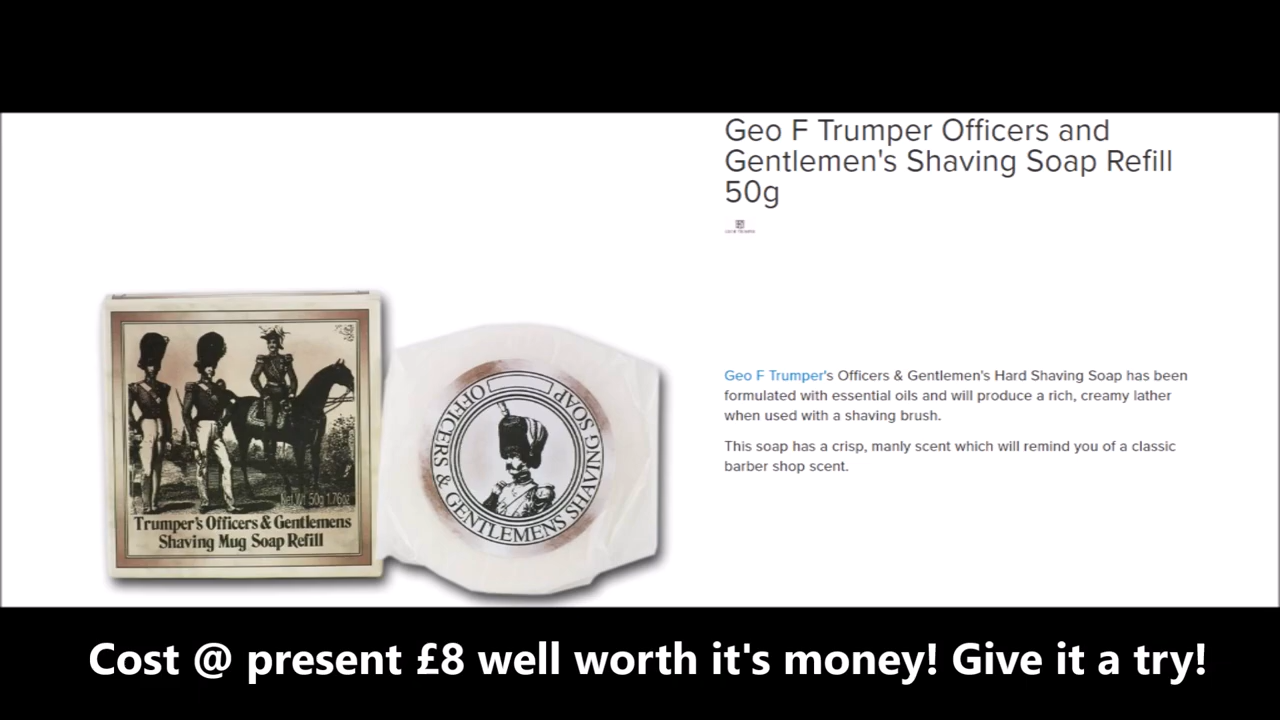 Geo F Trumper Officers and
Gentlemen's Shaving Soap Refill
50g
Geo F Trumper's Officers & Gentlemen's Hard Shaving Soap has been
formulated with essential oils and will produce a rich, creamy lather
when used with a shaving brush.
This soap has a crisp, manly scent which will remind you of a classic
barber shop scent.
Net Wt 50g 1.76oz
Trumper's Officers & Gentlemens
Shaving Mug Soap Refill
OFFICERS & GENTLEMENS SHAVING SOAP
Cost @ present £8 well worth it's money! Give it a try!